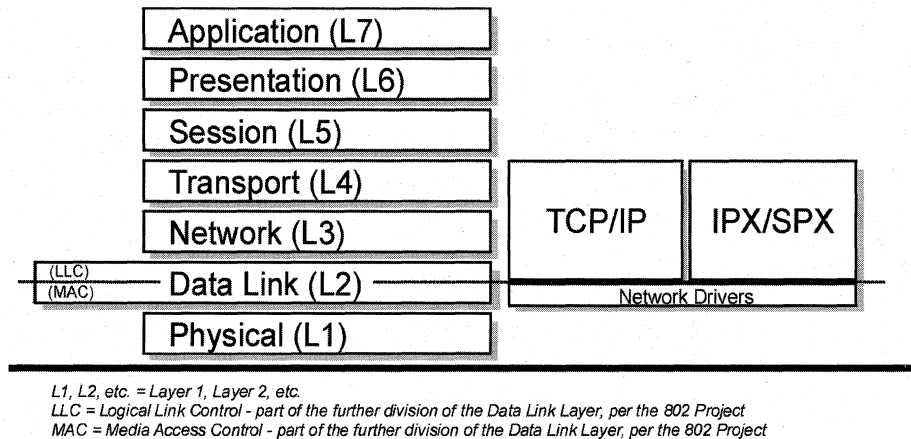 Application (L7)
Presentation (L6)
Session (L5)
Transport (L4)
Network (L3)
TCP/IP
IPX/SPX
(LLC)
(MAC)
Data Link (L2)
Network Drivers
Physical (L1)
L1, L2, etc. = Layer 1, Layer 2, etc.
LLC = Logical Link Control - part of the further division of the Data Link Layer, per the 802 Project
MAC = Media Access Control - part of the further division of the Data Link Layer, per the 802 Project